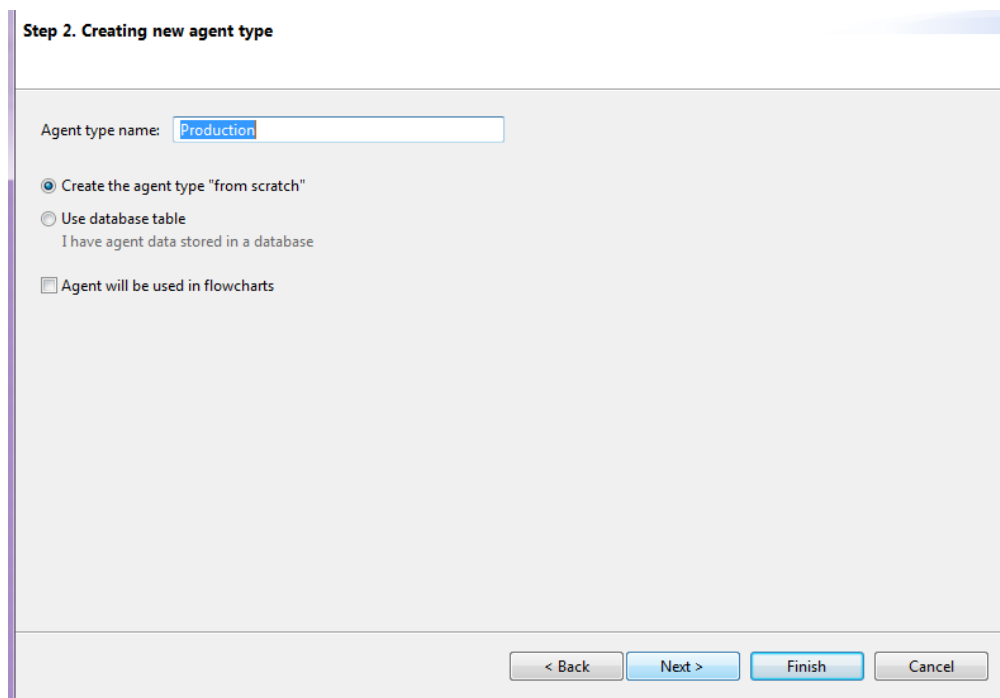 Step 2. Creating new agent type
Agent type name: Production
Create the agent type "from scratch"
Use database table
I have agent data stored in a database
Agent will be used in flowcharts
< Back Next > Finish Cancel